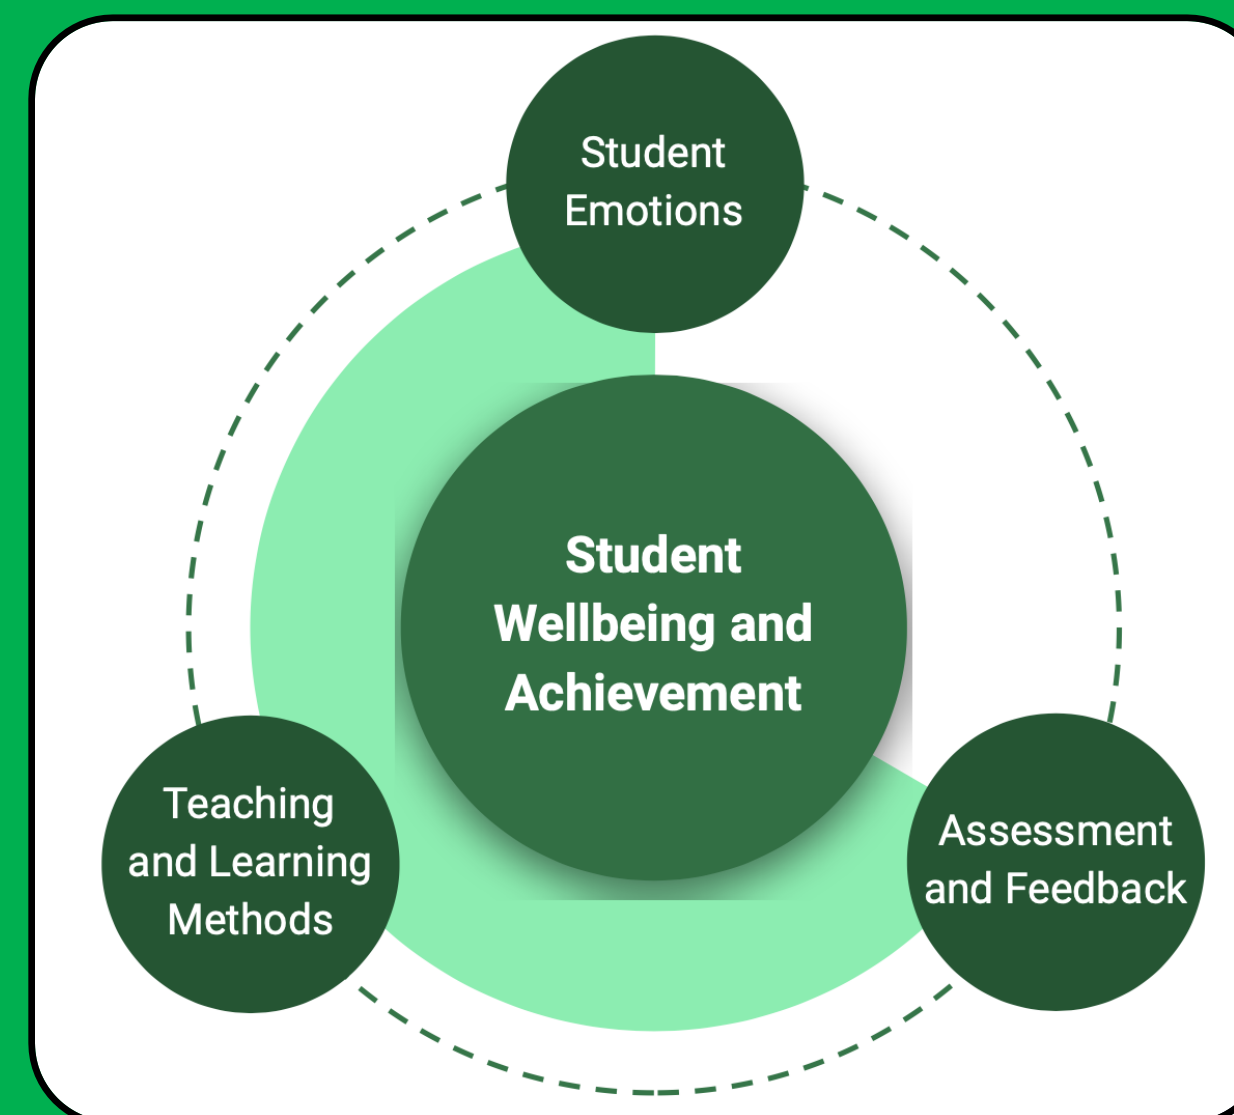 Student
Emotions
Student
Wellbeing and
Achievement
Teaching
and Learning
Methods
Assessment
and Feedback